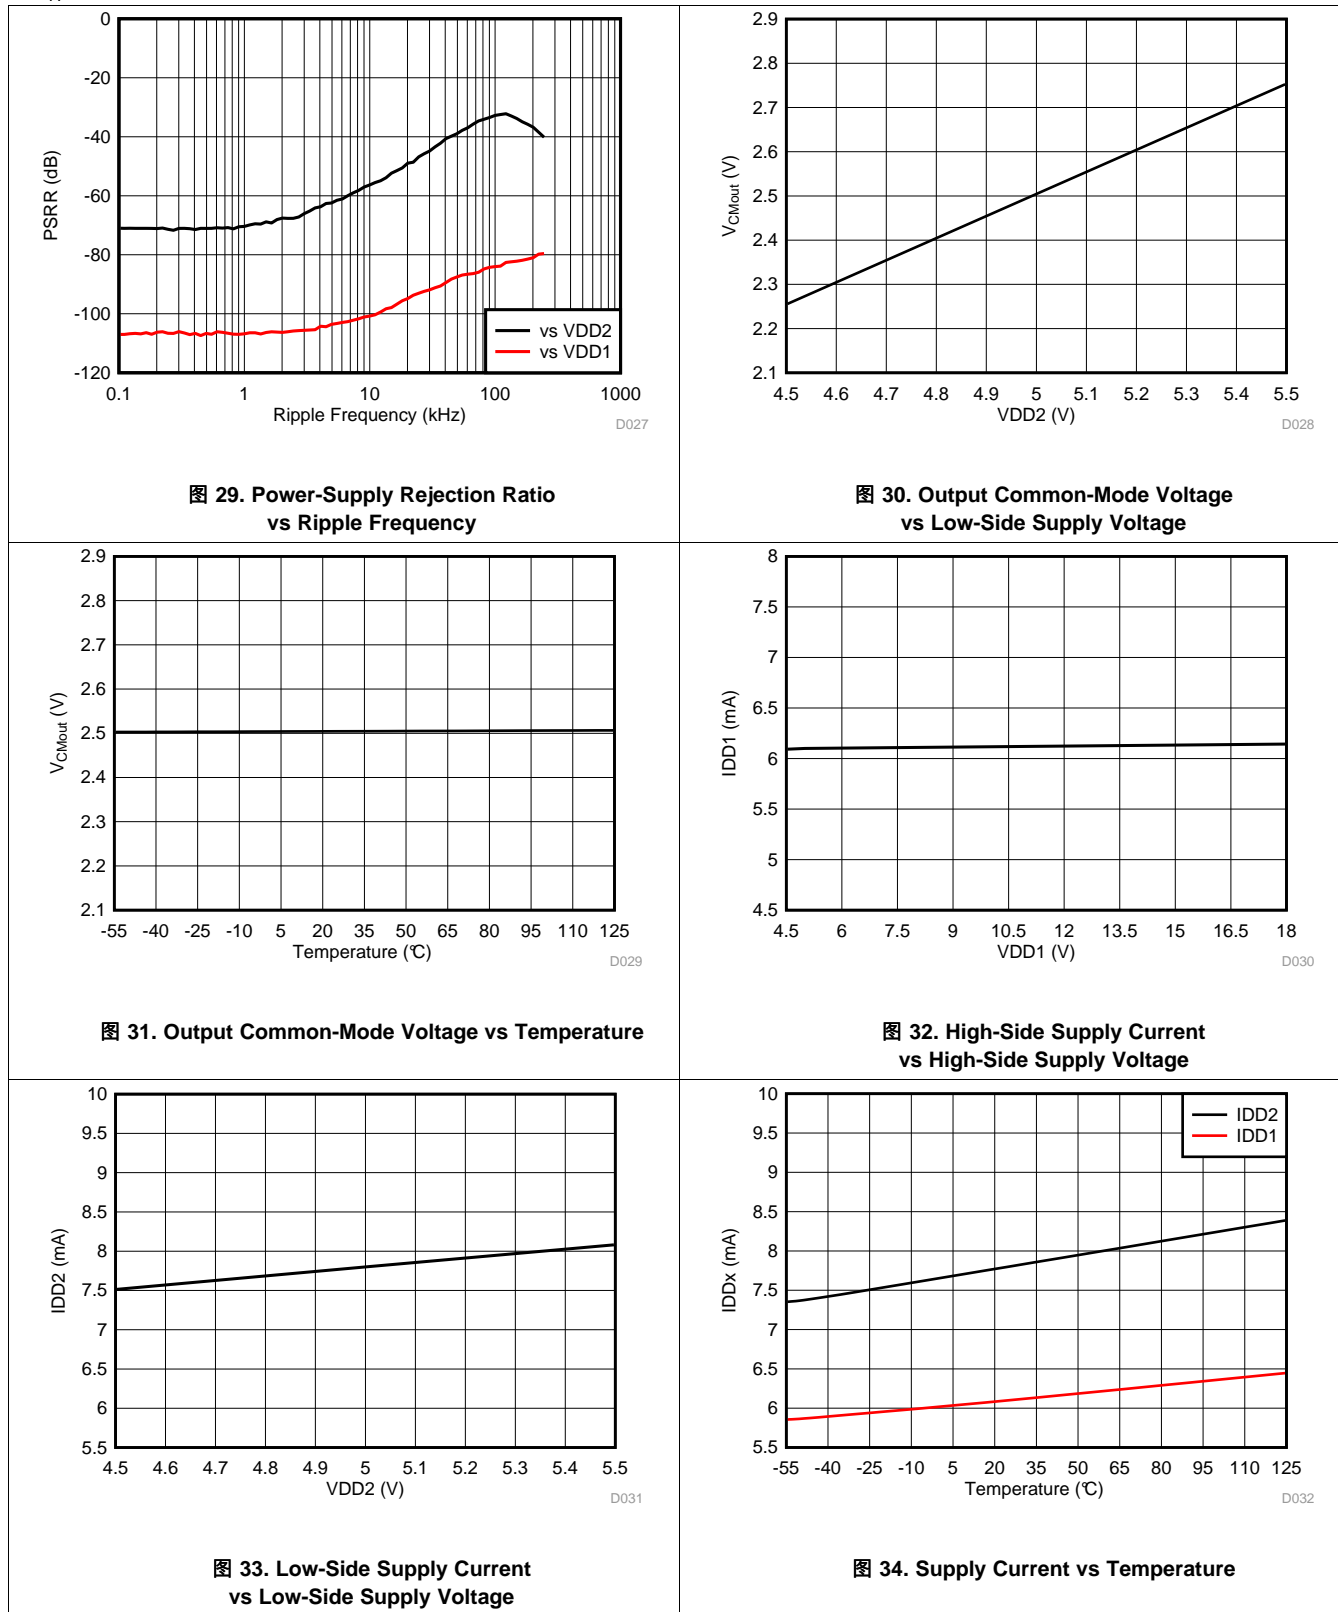 0
-20
-40
-60
-80
-100
-120
PSRR (dB)
vs VDD2
vs VDD1
0.1 1 10 100 1000
Ripple Frequency (kHz)
D027
图 29. Power-Supply Rejection Ratio
vs Ripple Frequency
2.9
2.8
2.7
2.6
2.5
2.4
2.3
2.2
2.1
VCMout (V)
4.5 4.6 4.7 4.8 4.9 5 5.1 5.2 5.3 5.4 5.5
VDD2 (V)
D028
图 30. Output Common-Mode Voltage
vs Low-Side Supply Voltage
2.9
2.8
2.7
2.6
2.5
2.4
2.3
2.2
2.1
VCMout (V)
-55 -40 -25 -10 5 20 35 50 65 80 95 110 125
Temperature (°C)
D029
图 31. Output Common-Mode Voltage vs Temperature
8
7.5
7
6.5
6
5.5
5
4.5
IDD1 (mA)
4.5 6 7.5 9 10.5 12 13.5 15 16.5 18
VDD1 (V)
D030
图 32. High-Side Supply Current
vs High-Side Supply Voltage
10
9.5
9
8.5
8
7.5
7
6.5
6
5.5
IDD2 (mA)
4.5 4.6 4.7 4.8 4.9 5 5.1 5.2 5.3 5.4 5.5
VDD2 (V)
D031
图 33. Low-Side Supply Current
vs Low-Side Supply Voltage
10
9.5
9
8.5
8
7.5
7
6.5
6
5.5
IDDx (mA)
IDD2
IDD1
-55 -40 -25 -10 5 20 35 50 65 80 95 110 125
Temperature (°C)
D032
图 34. Supply Current vs Temperature